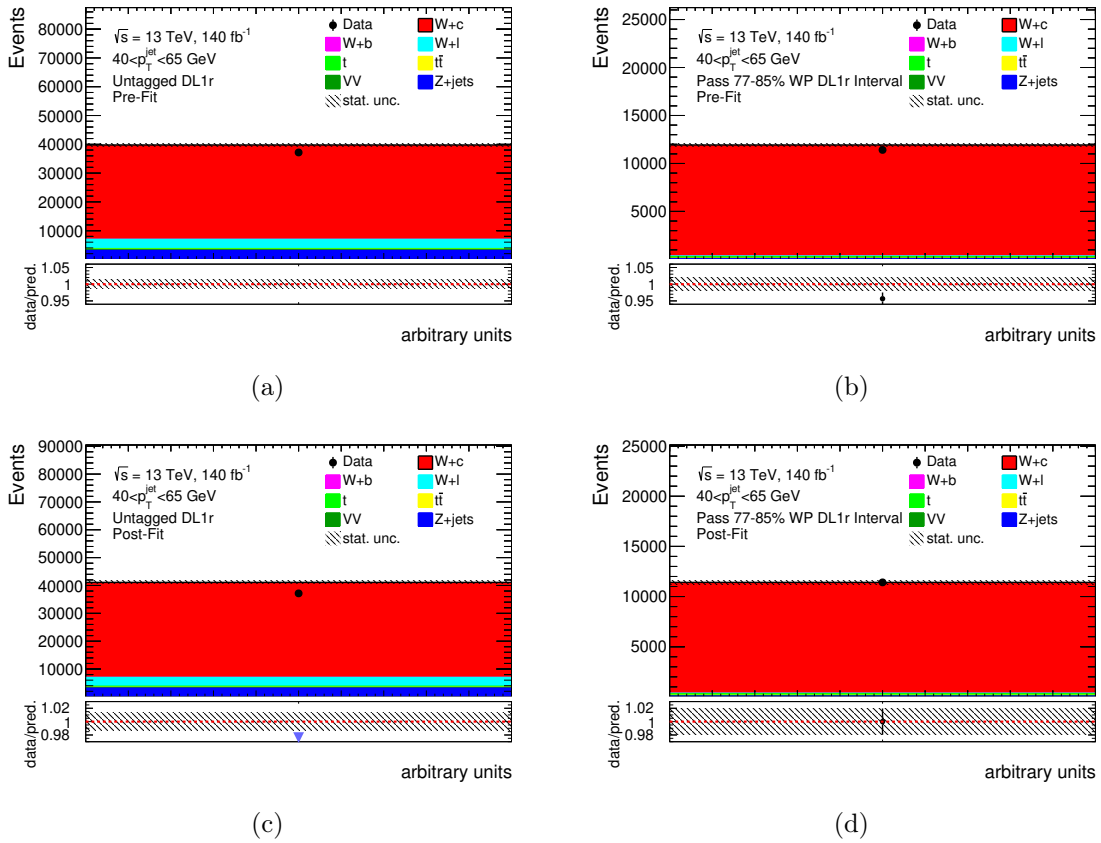 Events
80000
70000
60000
50000
40000
30000
20000
10000
√s = 13 TeV, 140 fb⁻¹
40<p_T^jet<65 GeV
Untagged DL1r
Pre-Fit
Data
W+c
W+b
W+l
t
tt̄
VV
Z+jets
stat. unc.
data/pred.
1.05
1
0.95
arbitrary units
(a)
Events
25000
20000
15000
10000
5000
√s = 13 TeV, 140 fb⁻¹
40<p_T^jet<65 GeV
Pass 77-85% WP DL1r Interval
Pre-Fit
Data
W+c
W+b
W+l
t
tt̄
VV
Z+jets
stat. unc.
data/pred.
1.05
1
0.95
arbitrary units
(b)
Events
90000
80000
70000
60000
50000
40000
30000
20000
10000
√s = 13 TeV, 140 fb⁻¹
40<p_T^jet<65 GeV
Untagged DL1r
Post-Fit
Data
W+c
W+b
W+l
t
tt̄
VV
Z+jets
stat. unc.
data/pred.
1.02
1
0.98
arbitrary units
(c)
Events
25000
20000
15000
10000
5000
√s = 13 TeV, 140 fb⁻¹
40<p_T^jet<65 GeV
Pass 77-85% WP DL1r Interval
Post-Fit
Data
W+c
W+b
W+l
t
tt̄
VV
Z+jets
stat. unc.
data/pred.
1.02
1
0.98
arbitrary units
(d)